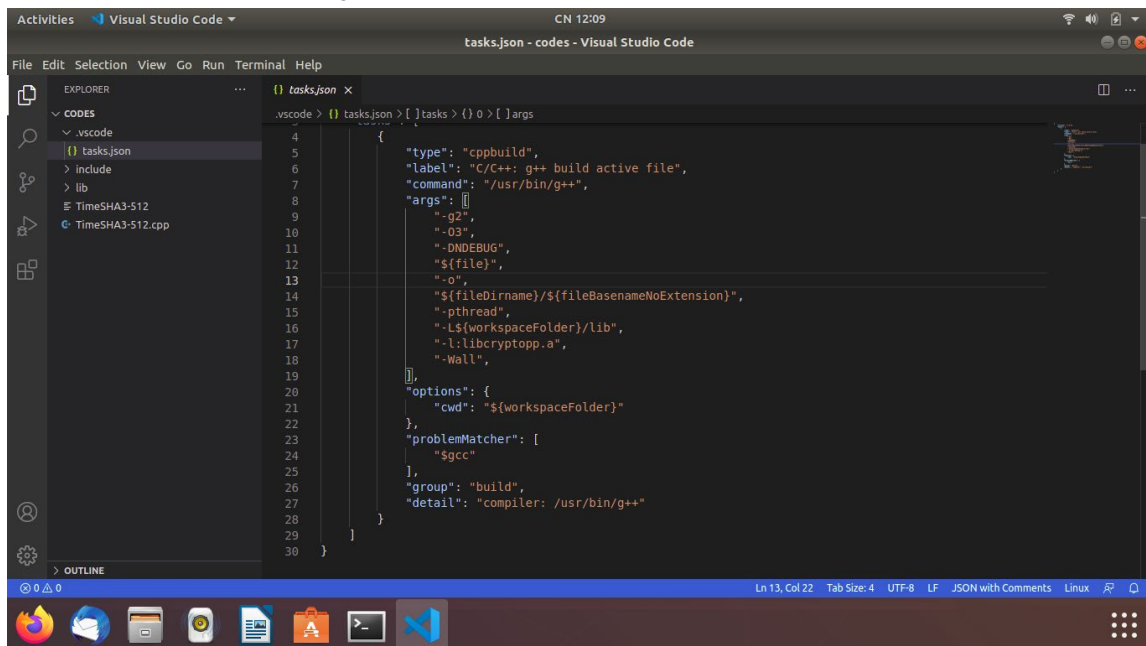 Activities Visual Studio Code CN 12:09
tasks.json - codes - Visual Studio Code
File Edit Selection View Go Run Terminal Help
EXPLORER
CODES
.vscode
tasks.json
include
lib
TimeSHA3-512
TimeSHA3-512.cpp
OUTLINE
tasks.json
.vscode > {} tasks.json > [ ] tasks > {} 0 > [ ] args
4 {
5 "type": "cppbuild",
6 "label": "C/C++: g++ build active file",
7 "command": "/usr/bin/g++",
8 "args": [
9 "-g2",
10 "-O3",
11 "-DNDEBUG",
12 "${file}",
13 "-o",
14 "${fileDirname}/${fileBasenameNoExtension}",
15 "-pthread",
16 "-L${workspaceFolder}/lib",
17 "-l:libcryptopp.a",
18 "-Wall",
19 ],
20 "options": {
21 "cwd": "${workspaceFolder}"
22 },
23 "problemMatcher": [
24 "$gcc"
25 ],
26 "group": "build",
27 "detail": "compiler: /usr/bin/g++"
28 }
29 ]
30 }
0 0 Ln 13, Col 22 Tab Size: 4 UTF-8 LF JSON with Comments Linux